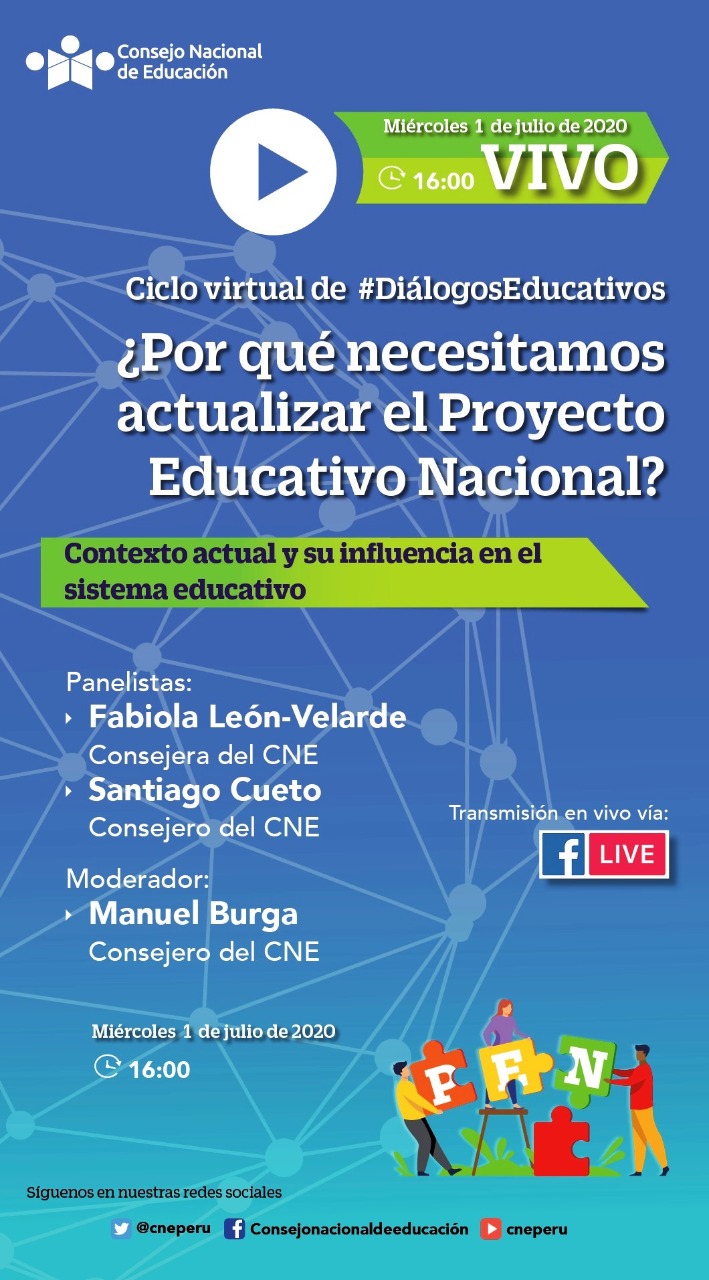 Consejo Nacional
de Educación
Miércoles 1 de julio de 2020
16:00 VIVO
Ciclo virtual de #DiálogosEducativos
¿Por qué necesitamos
actualizar el Proyecto
Educativo Nacional?
Contexto actual y su influencia en el
sistema educativo
Panelistas:
Fabiola León-Velarde
Consejera del CNE
Santiago Cueto
Consejero del CNE
Transmisión en vivo vía:
f LIVE
Moderador:
Manuel Burga
Consejero del CNE
Miércoles 1 de julio de 2020
16:00
P E N
Síguenos en nuestras redes sociales
@cneperu f Consejonacionaldeeducación cneperu